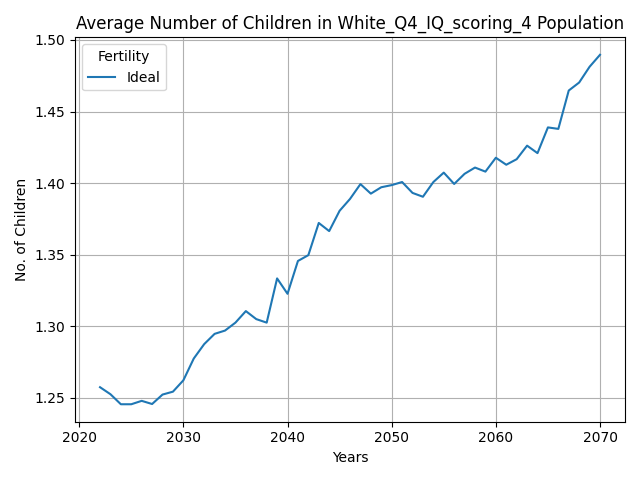 Average Number of Children in White_Q4_IQ_scoring_4 Population
Fertility
Ideal
No. of Children
1.50
1.45
1.40
1.35
1.30
1.25
2020 2030 2040 2050 2060 2070
Years